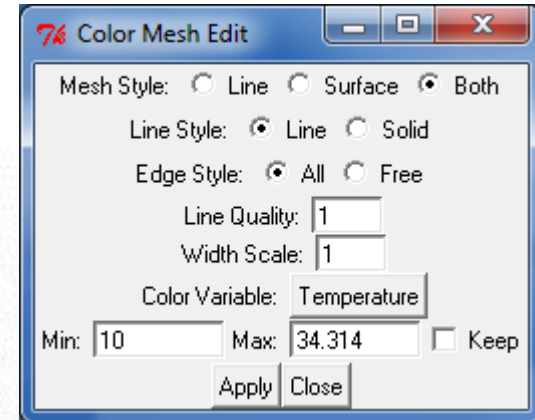 Color Mesh Edit
Mesh Style: Line Surface Both
Line Style: Line Solid
Edge Style: All Free
Line Quality: 1
Width Scale: 1
Color Variable: Temperature
Min: 10 Max: 34.314 Keep
Apply Close